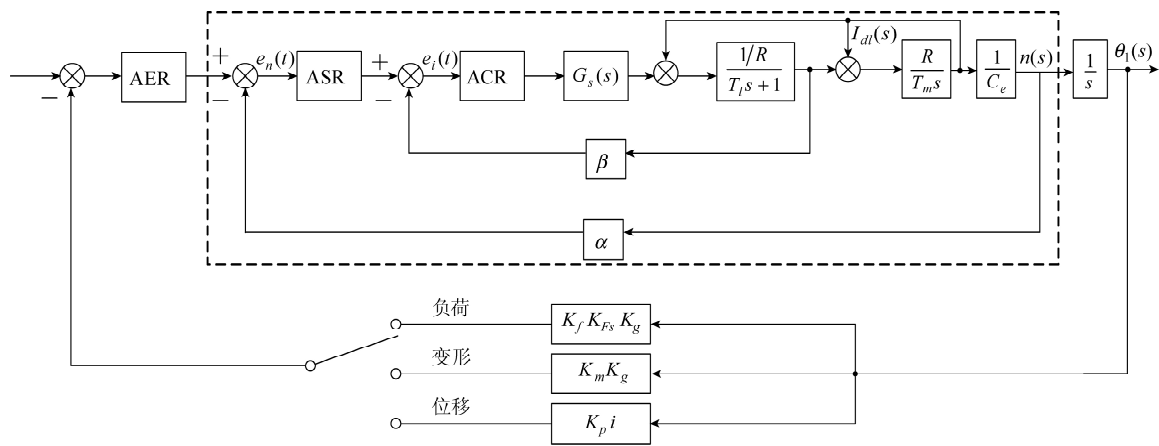 AER
+
−
e_n(t)
ASR
+
−
e_i(t)
ACR
G_s(s)
1/R
T_l s+1
I_dl(s)
R
T_m s
1
C_e
n(s)
1
s
θ_1(s)
−
β
α
负荷
K_f K_Fs K_g
变形
K_m K_g
位移
K_p i